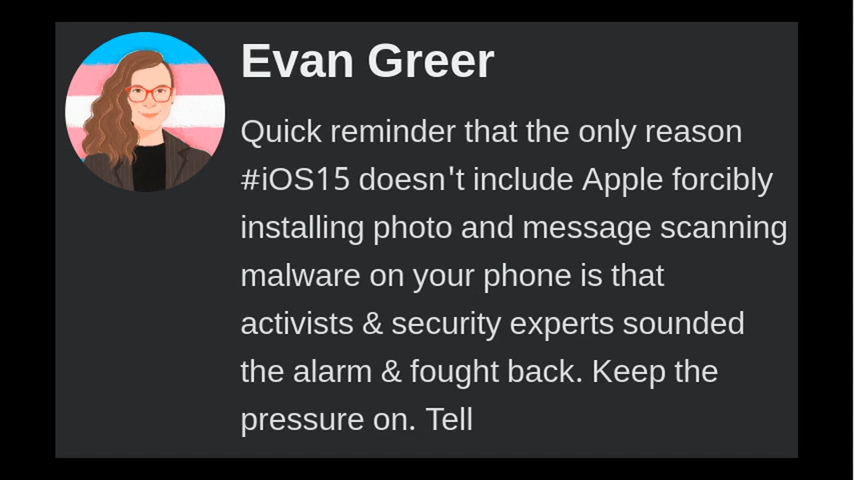 Evan Greer
Quick reminder that the only reason
#iOS15 doesn't include Apple forcibly
installing photo and message scanning
malware on your phone is that
activists & security experts sounded
the alarm & fought back. Keep the
pressure on. Tell